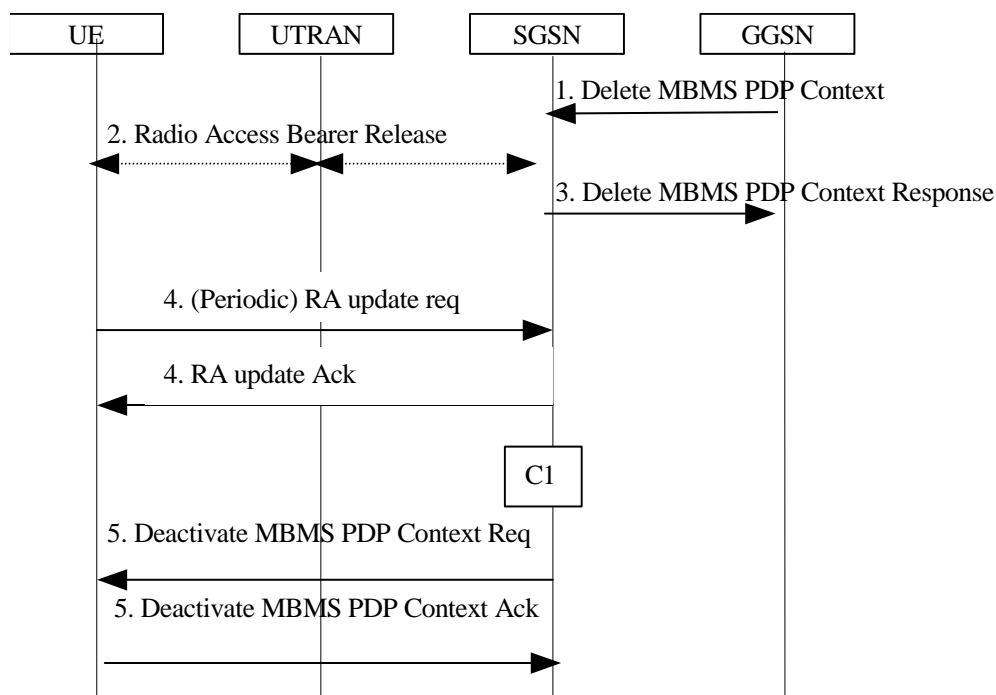 UE
UTRAN
SGSN
GGSN
1. Delete MBMS PDP Context
2. Radio Access Bearer Release
3. Delete MBMS PDP Context Response
4. (Periodic) RA update req
4. RA update Ack
C1
5. Deactivate MBMS PDP Context Req
5. Deactivate MBMS PDP Context Ack